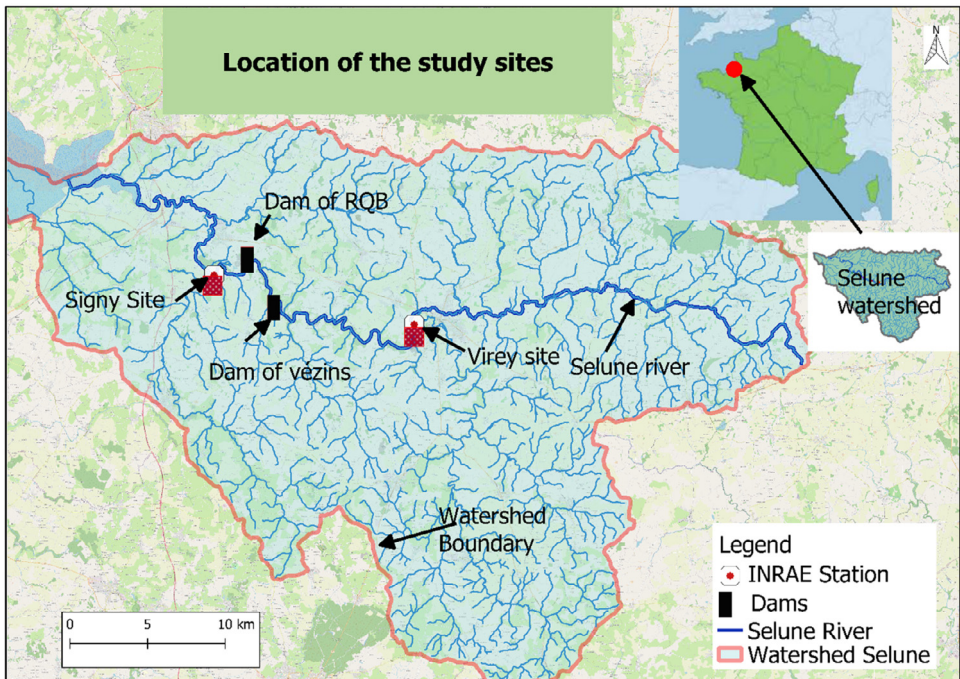 Location of the study sites
N
Dam of RQB
Signy Site
Dam of vezins
Virey site
Selune river
Selune
watershed
Watershed
Boundary
Legend
INRAE Station
Dams
Selune River
Watershed Selune
0 5 10 km